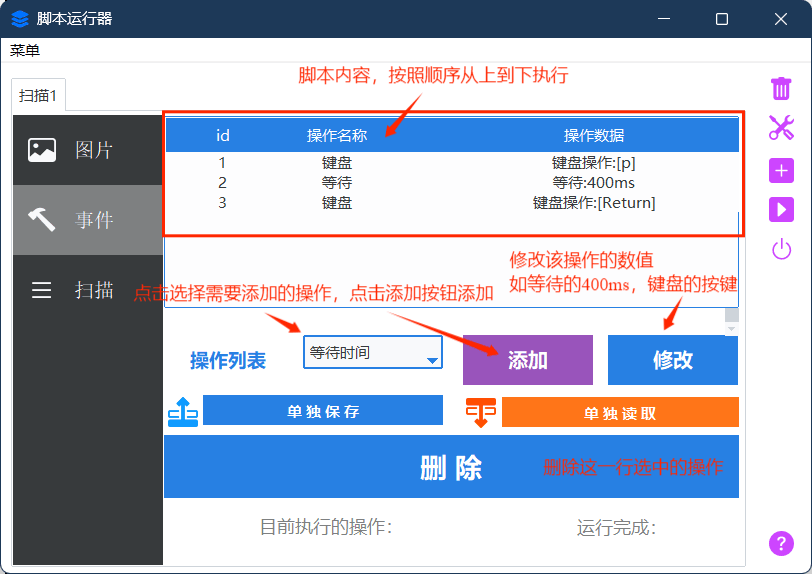 脚本运行器
菜单
脚本内容，按照顺序从上到下执行
扫描1
id 操作名称 操作数据
图片
1 键盘 键盘操作:[p]
2 等待 等待:400ms
3 键盘 键盘操作:[Return]
事件
修改该操作的数值
如等待的400ms，键盘的按键
扫描
点击选择需要添加的操作，点击添加按钮添加
操作列表 等待时间 添加 修改
单独保存 单独读取
删除 删除这一行选中的操作
目前执行的操作: 运行完成:
?